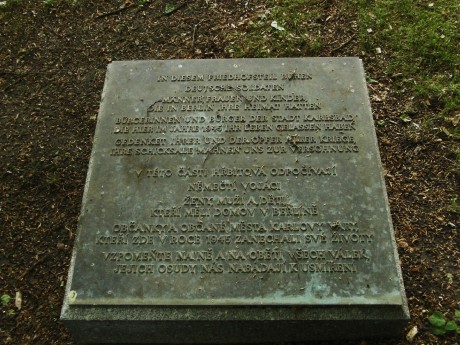 IN DIESEM FRIEDHOFSTEIL RUHEN
DEUTSCHE SOLDATEN
MÄNNER, FRAUEN UND KINDER,
DIE IN BERLIN IHRE HEIMAT HATTEN
BÜRGERINNEN UND BÜRGER DER STADT KARLSBAD
DIE HIER IM JAHRE 1945 IHR LEBEN GELASSEN HABEN
GEDENKET IHRER UND DER OPFER ALLER KRIEGE,
IHRE SCHICKSALE MAHNEN UNS ZUR VERSÖHNUNG
V TÉTO ČÁSTI HŘBITOVA ODPOČÍVAJÍ
NĚMEČTÍ VOJÁCI
ŽENY, MUŽI A DĚTI,
KTEŘÍ MĚLI DOMOV V BERLÍNĚ
OBČANKY A OBČANÉ MĚSTA KARLOVY VARY,
KTEŘÍ ZDE V ROCE 1945 ZANECHALI SVÉ ŽIVOTY
VZPOMEŇTE NA NĚ A NA OBĚTI VŠECH VÁLEK,
JEJICH OSUDY NÁS NABÁDAJÍ K USMÍŘENÍ